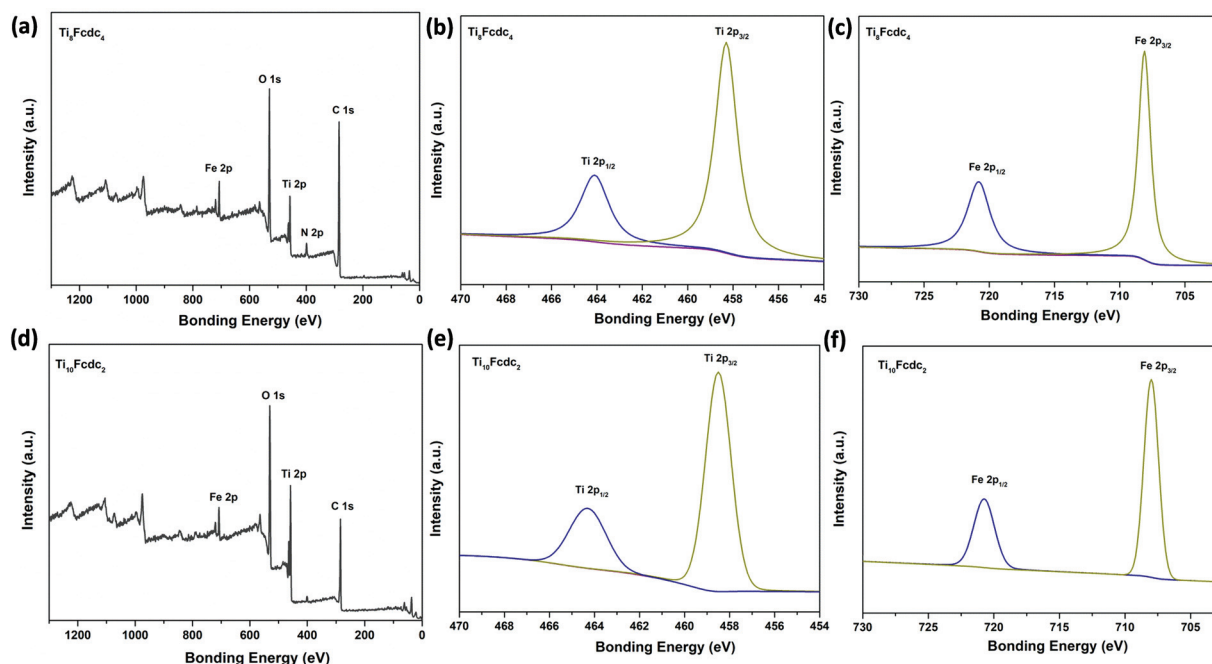 (a)
Ti8Fcdc4
O 1s
C 1s
Fe 2p
Ti 2p
N 2p
Intensity (a.u.)
1200 1000 800 600 400 200 0
Bonding Energy (eV)
(b)
Ti8Fcdc4
Ti 2p3/2
Ti 2p1/2
Intensity (a.u.)
470 468 466 464 462 460 458 456 454
Bonding Energy (eV)
(c)
Ti8Fcdc4
Fe 2p3/2
Fe 2p1/2
Intensity (a.u.)
730 725 720 715 710 705
Bonding Energy (eV)
(d)
Ti10Fcdc2
O 1s
Ti 2p
Fe 2p
C 1s
Intensity (a.u.)
1200 1000 800 600 400 200 0
Bonding Energy (eV)
(e)
Ti10Fcdc2
Ti 2p3/2
Ti 2p1/2
Intensity (a.u.)
470 468 466 464 462 460 458 456 454
Bonding Energy (eV)
(f)
Ti10Fcdc2
Fe 2p3/2
Fe 2p1/2
Intensity (a.u.)
730 725 720 715 710 705
Bonding Energy (eV)